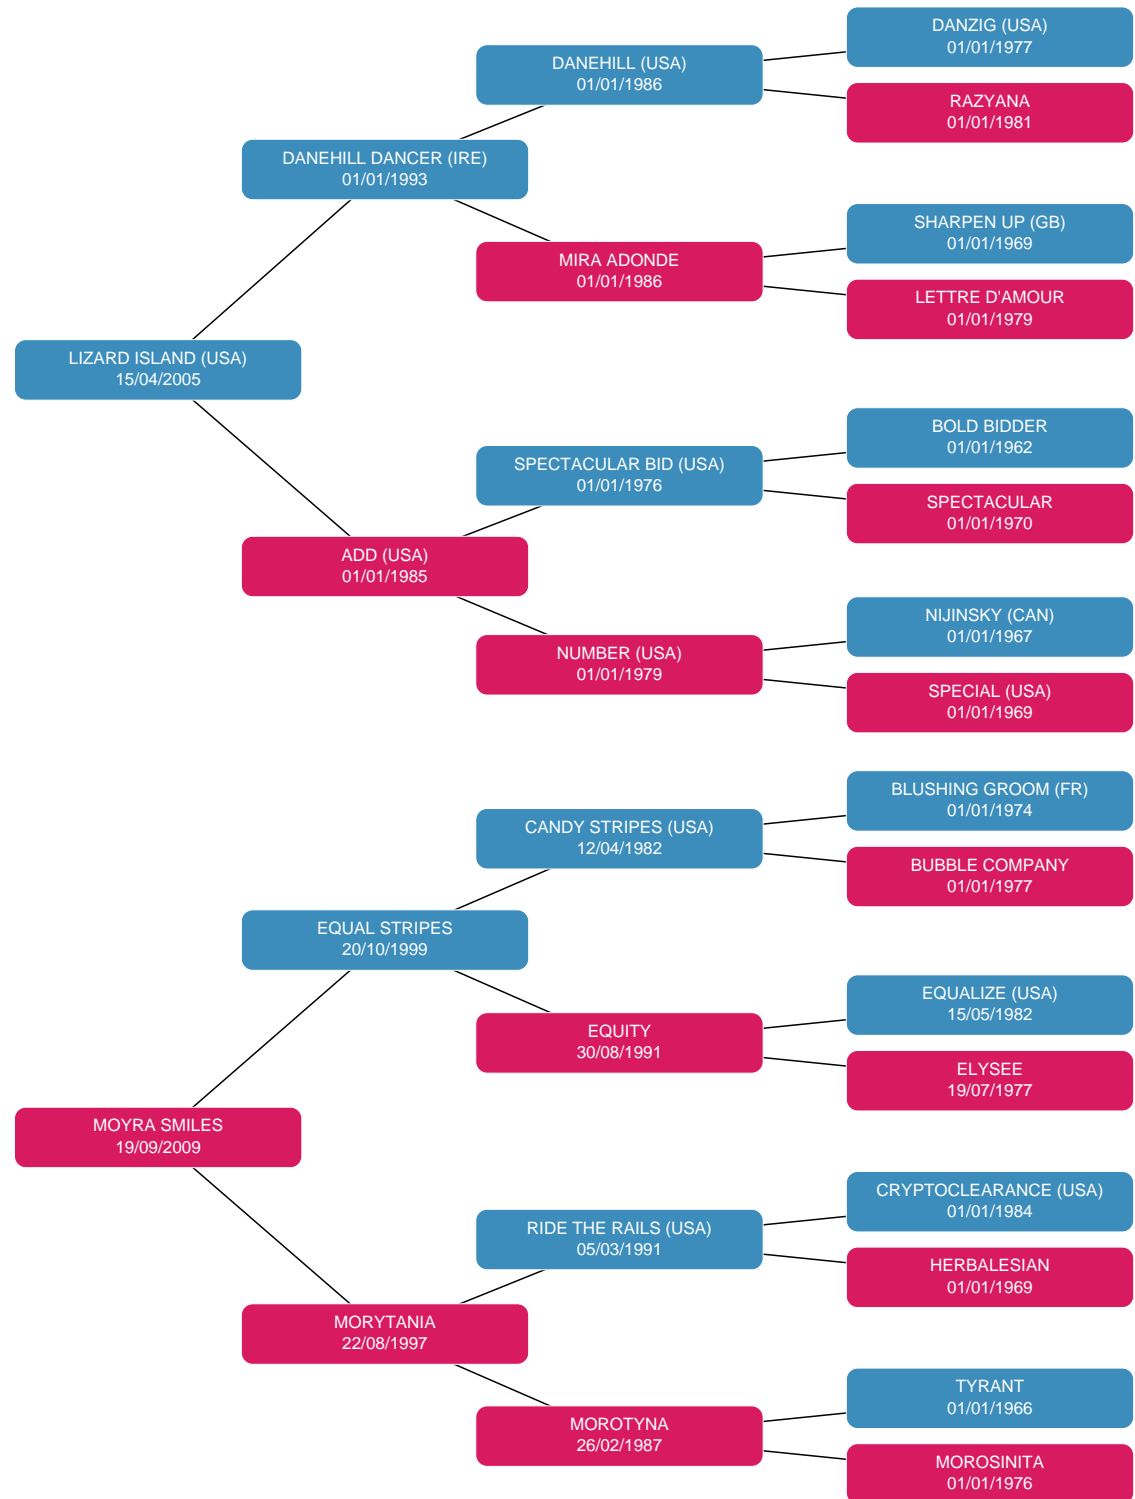 DANZIG (USA)
01/01/1977
DANEHILL (USA)
01/01/1986
RAZYANA
01/01/1981
DANEHILL DANCER (IRE)
01/01/1993
SHARPEN UP (GB)
01/01/1969
MIRA ADONDE
01/01/1986
LETTRE D'AMOUR
01/01/1979
LIZARD ISLAND (USA)
15/04/2005
BOLD BIDDER
01/01/1962
SPECTACULAR BID (USA)
01/01/1976
SPECTACULAR
01/01/1970
ADD (USA)
01/01/1985
NIJINSKY (CAN)
01/01/1967
NUMBER (USA)
01/01/1979
SPECIAL (USA)
01/01/1969
BLUSHING GROOM (FR)
01/01/1974
CANDY STRIPES (USA)
12/04/1982
BUBBLE COMPANY
01/01/1977
EQUAL STRIPES
20/10/1999
EQUALIZE (USA)
15/05/1982
EQUITY
30/08/1991
ELYSEE
19/07/1977
MOYRA SMILES
19/09/2009
CRYPTOCLEARANCE (USA)
01/01/1984
RIDE THE RAILS (USA)
05/03/1991
HERBALESIAN
01/01/1969
MORYTANIA
22/08/1997
TYRANT
01/01/1966
MOROTYNA
26/02/1987
MOROSINITA
01/01/1976